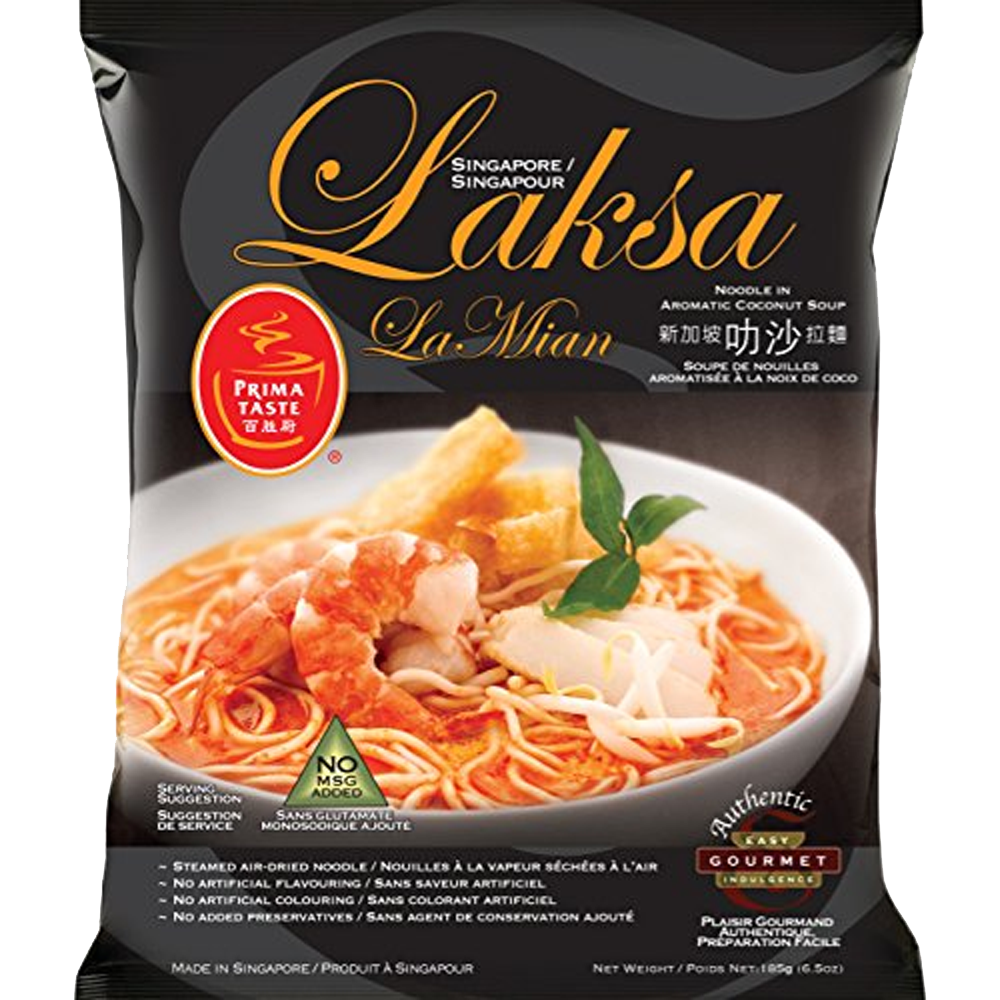 Laksa
SINGAPORE /
SINGAPOUR
La Mian
NOODLE IN
AROMATIC COCONUT SOUP
新加坡叻沙拉麵
SOUPE DE NOUILLES
AROMATISÉE À LA NOIX DE COCO
PRIMA
TASTE
百胜厨
®
NO
MSG
ADDED
SERVING
SUGGESTION
SUGGESTION
DE SERVICE
SANS GLUTAMATE
MONOSODIQUE AJOUTÉ
Authentic
EASY
GOURMET
INDULGENCE
~ STEAMED AIR-DRIED NOODLE / NOUILLES À LA VAPEUR SÉCHÉES À L'AIR
~ NO ARTIFICIAL FLAVOURING / SANS SAVEUR ARTIFICIEL
~ NO ARTIFICIAL COLOURING / SANS COLORANT ARTIFICIEL
~ NO ADDED PRESERVATIVES / SANS AGENT DE CONSERVATION AJOUTÉ
PLAISIR GOURMAND
AUTHENTIQUE,
PRÉPARATION FACILE
MADE IN SINGAPORE / PRODUIT À SINGAPOUR
NET WEIGHT / POIDS NET: 185g (6.5oz)